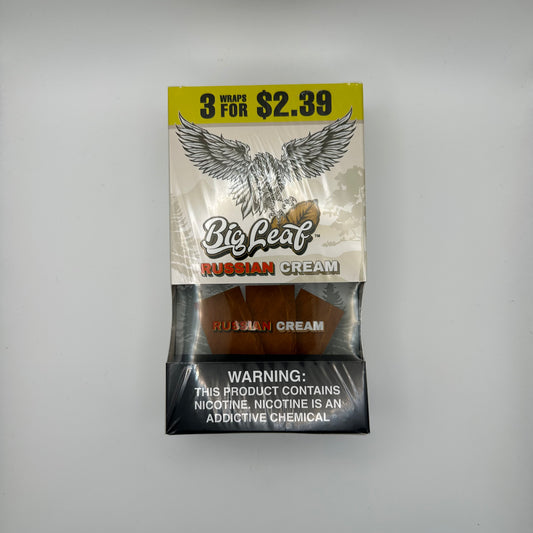 3 WRAPS FOR $2.39
Big Leaf™
RUSSIAN CREAM
RUSSIAN CREAM
WARNING:
THIS PRODUCT CONTAINS
NICOTINE. NICOTINE IS AN
ADDICTIVE CHEMICAL